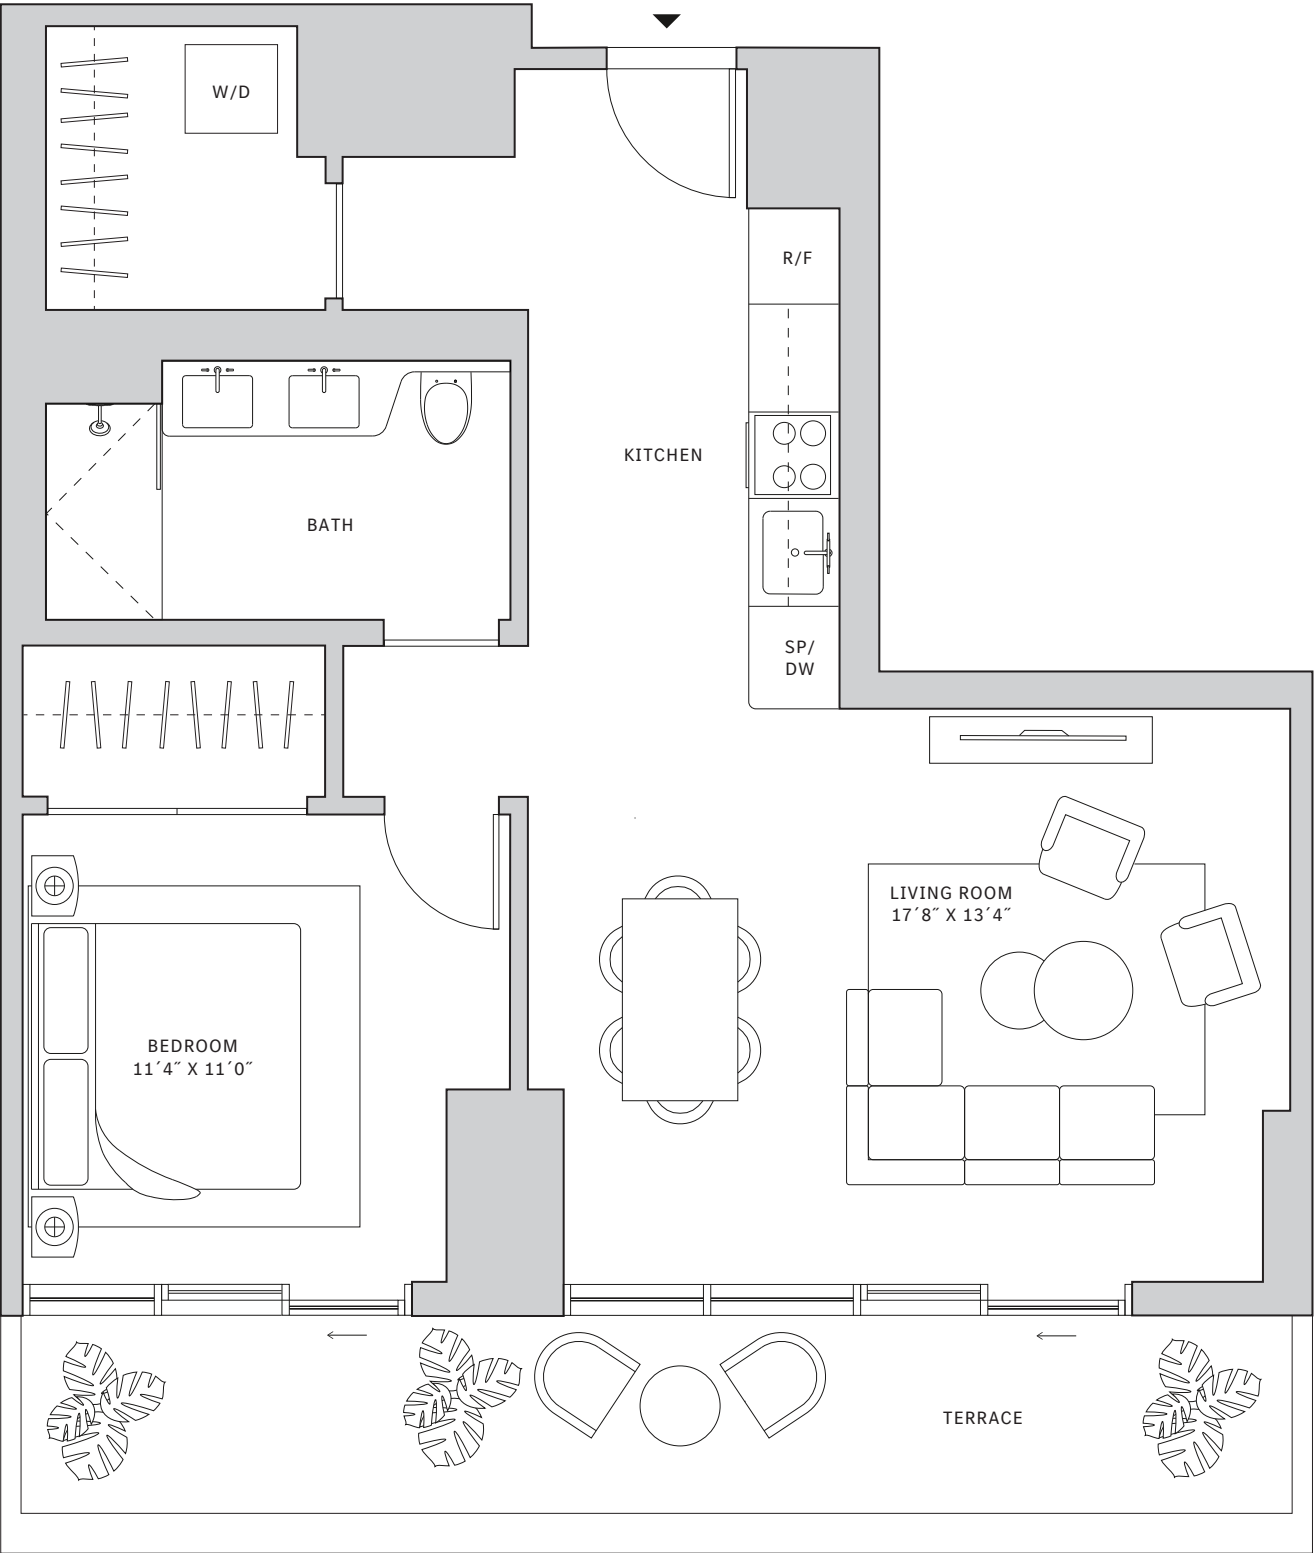 W/D
R/F
KITCHEN
BATH
SP/
DW
LIVING ROOM
17´8˝ X 13´4˝
BEDROOM
11´4˝ X 11´0˝
TERRACE